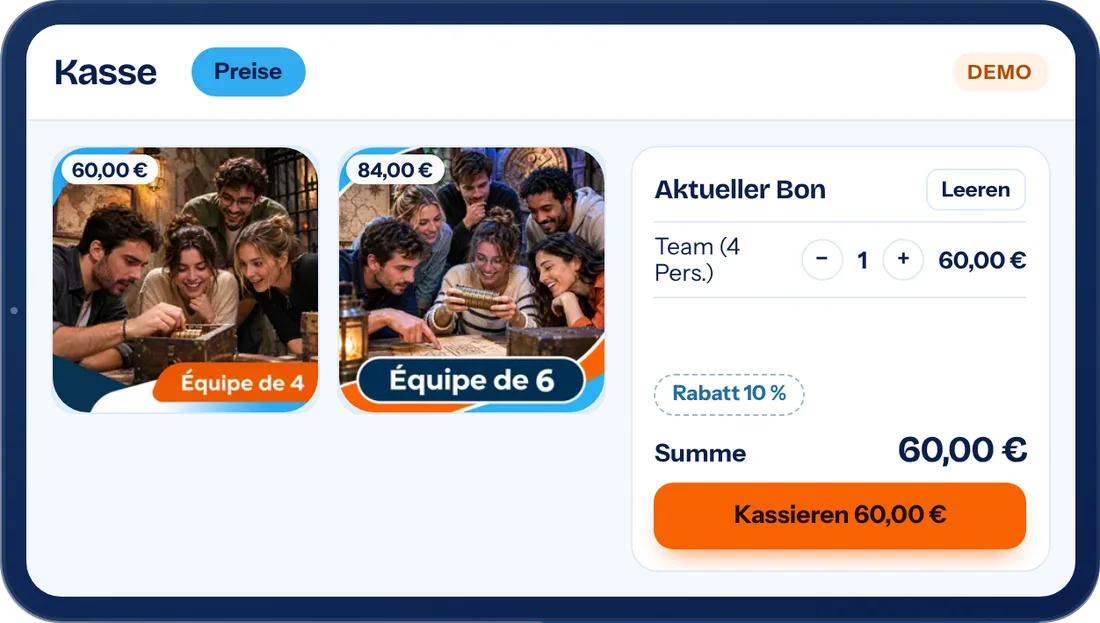 Kasse
Preise
DEMO
60,00 €
Équipe de 4
84,00 €
Équipe de 6
Aktueller Bon
Leeren
Team (4
Pers.)
− 1 + 60,00 €
Rabatt 10 %
Summe 60,00 €
Kassieren 60,00 €